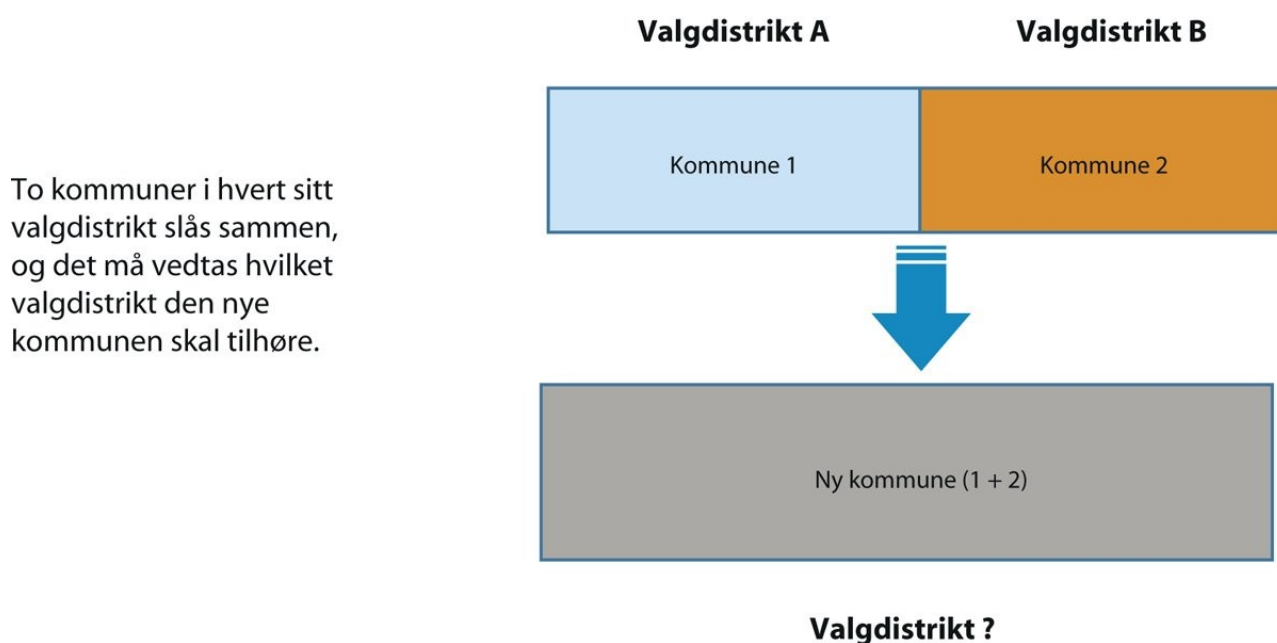 Valgdistrikt A
Valgdistrikt B
Kommune 1
Kommune 2
To kommuner i hvert sitt
valgdistrikt slås sammen,
og det må vedtas hvilket
valgdistrikt den nye
kommunen skal tilhøre.
Ny kommune (1 + 2)
Valgdistrikt ?